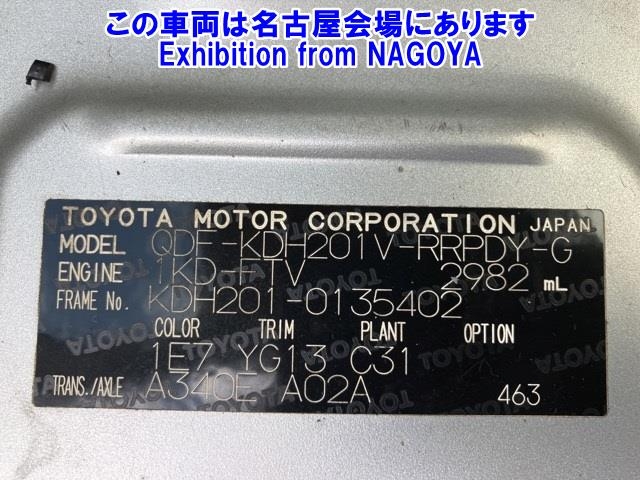 この車両は名古屋会場にあります
Exhibition from NAGOYA
TOYOTA MOTOR CORPORATION JAPAN
MODEL QDF-KDH201V-RRPDY-G
ENGINE 1KD-FTV 2982 mL
FRAME No. KDH201-0135402
COLOR TRIM PLANT OPTION
1E7 YG13 C31
TRANS./AXLE A340E A02A 463